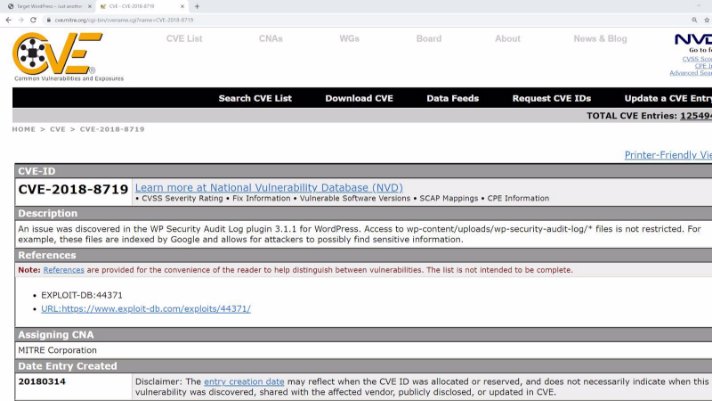 Target WordPress – Just another
CVE - CVE-2018-8719
cve.mitre.org/cgi-bin/cvename.cgi?name=CVE-2018-8719
CVE List CNAs WGs Board About News & Blog
CVE
Common Vulnerabilities and Exposures
NVD
Go to f
CVSS Sco
CPE In
Advanced Sea
Search CVE List Download CVE Data Feeds Request CVE IDs Update a CVE Entry
TOTAL CVE Entries: 125494
HOME > CVE > CVE-2018-8719
Printer-Friendly Vie
CVE-ID
CVE-2018-8719 Learn more at National Vulnerability Database (NVD)
• CVSS Severity Rating • Fix Information • Vulnerable Software Versions • SCAP Mappings • CPE Information
Description
An issue was discovered in the WP Security Audit Log plugin 3.1.1 for WordPress. Access to wp-content/uploads/wp-security-audit-log/* files is not restricted. For
example, these files are indexed by Google and allows for attackers to possibly find sensitive information.
References
Note: References are provided for the convenience of the reader to help distinguish between vulnerabilities. The list is not intended to be complete.
• EXPLOIT-DB:44371
• URL:https://www.exploit-db.com/exploits/44371/
Assigning CNA
MITRE Corporation
Date Entry Created
20180314 Disclaimer: The entry creation date may reflect when the CVE ID was allocated or reserved, and does not necessarily indicate when this
vulnerability was discovered, shared with the affected vendor, publicly disclosed, or updated in CVE.